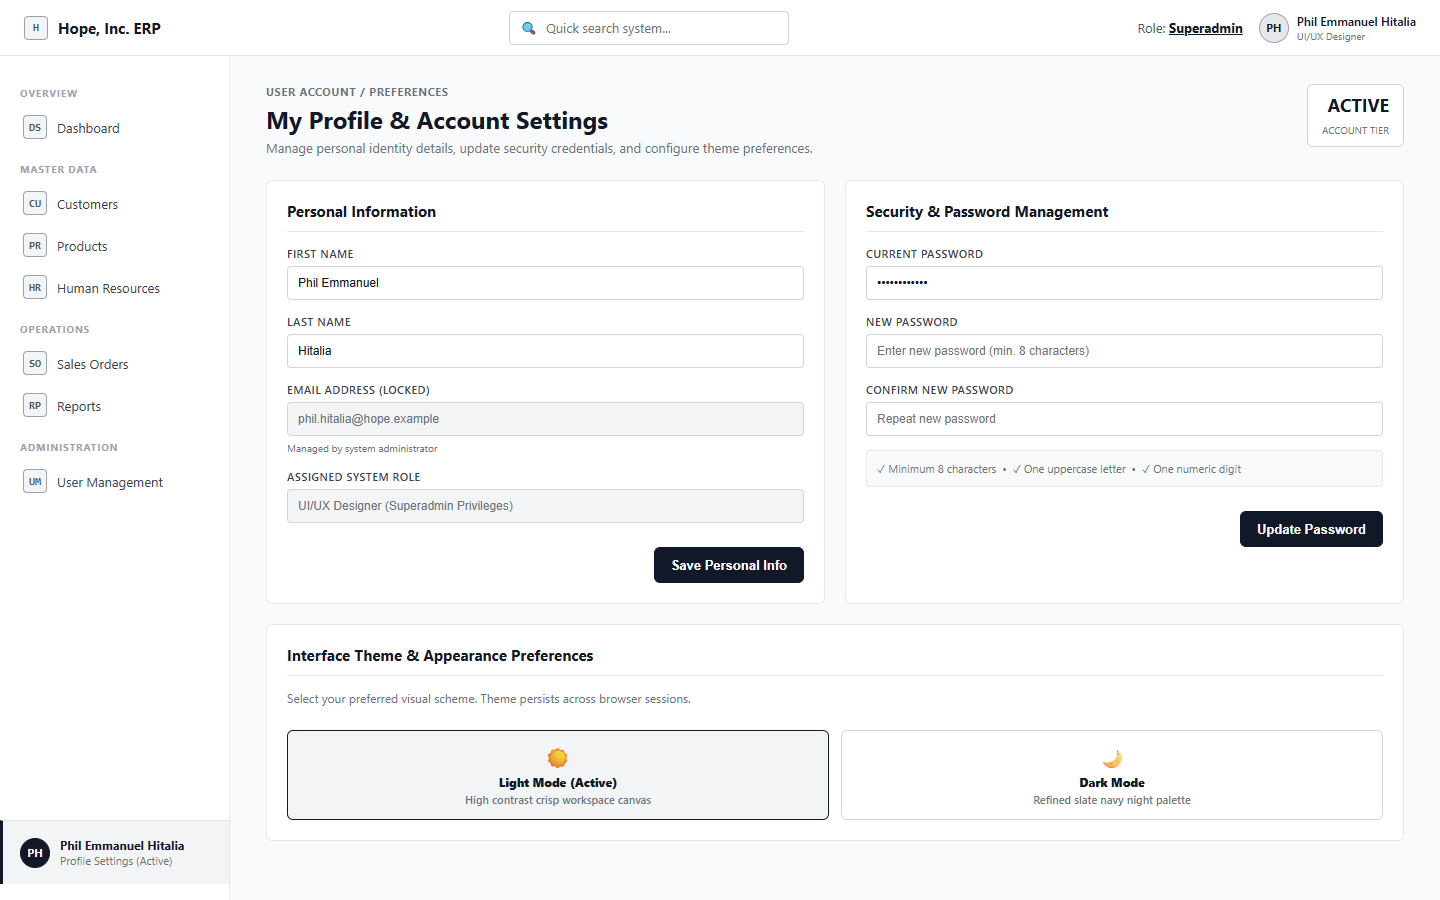 H
Hope, Inc. ERP
Quick search system...
Role: Superadmin
PH
Phil Emmanuel Hitalia
UI/UX Designer
OVERVIEW
DS Dashboard
MASTER DATA
CU Customers
PR Products
HR Human Resources
OPERATIONS
SO Sales Orders
RP Reports
ADMINISTRATION
UM User Management
PH
Phil Emmanuel Hitalia
Profile Settings (Active)
USER ACCOUNT / PREFERENCES
My Profile & Account Settings
Manage personal identity details, update security credentials, and configure theme preferences.
ACTIVE
ACCOUNT TIER
Personal Information
FIRST NAME
Phil Emmanuel
LAST NAME
Hitalia
EMAIL ADDRESS (LOCKED)
phil.hitalia@hope.example
Managed by system administrator
ASSIGNED SYSTEM ROLE
UI/UX Designer (Superadmin Privileges)
Save Personal Info
Security & Password Management
CURRENT PASSWORD
••••••••••••
NEW PASSWORD
Enter new password (min. 8 characters)
CONFIRM NEW PASSWORD
Repeat new password
✓ Minimum 8 characters • ✓ One uppercase letter • ✓ One numeric digit
Update Password
Interface Theme & Appearance Preferences
Select your preferred visual scheme. Theme persists across browser sessions.
Light Mode (Active)
High contrast crisp workspace canvas
Dark Mode
Refined slate navy night palette